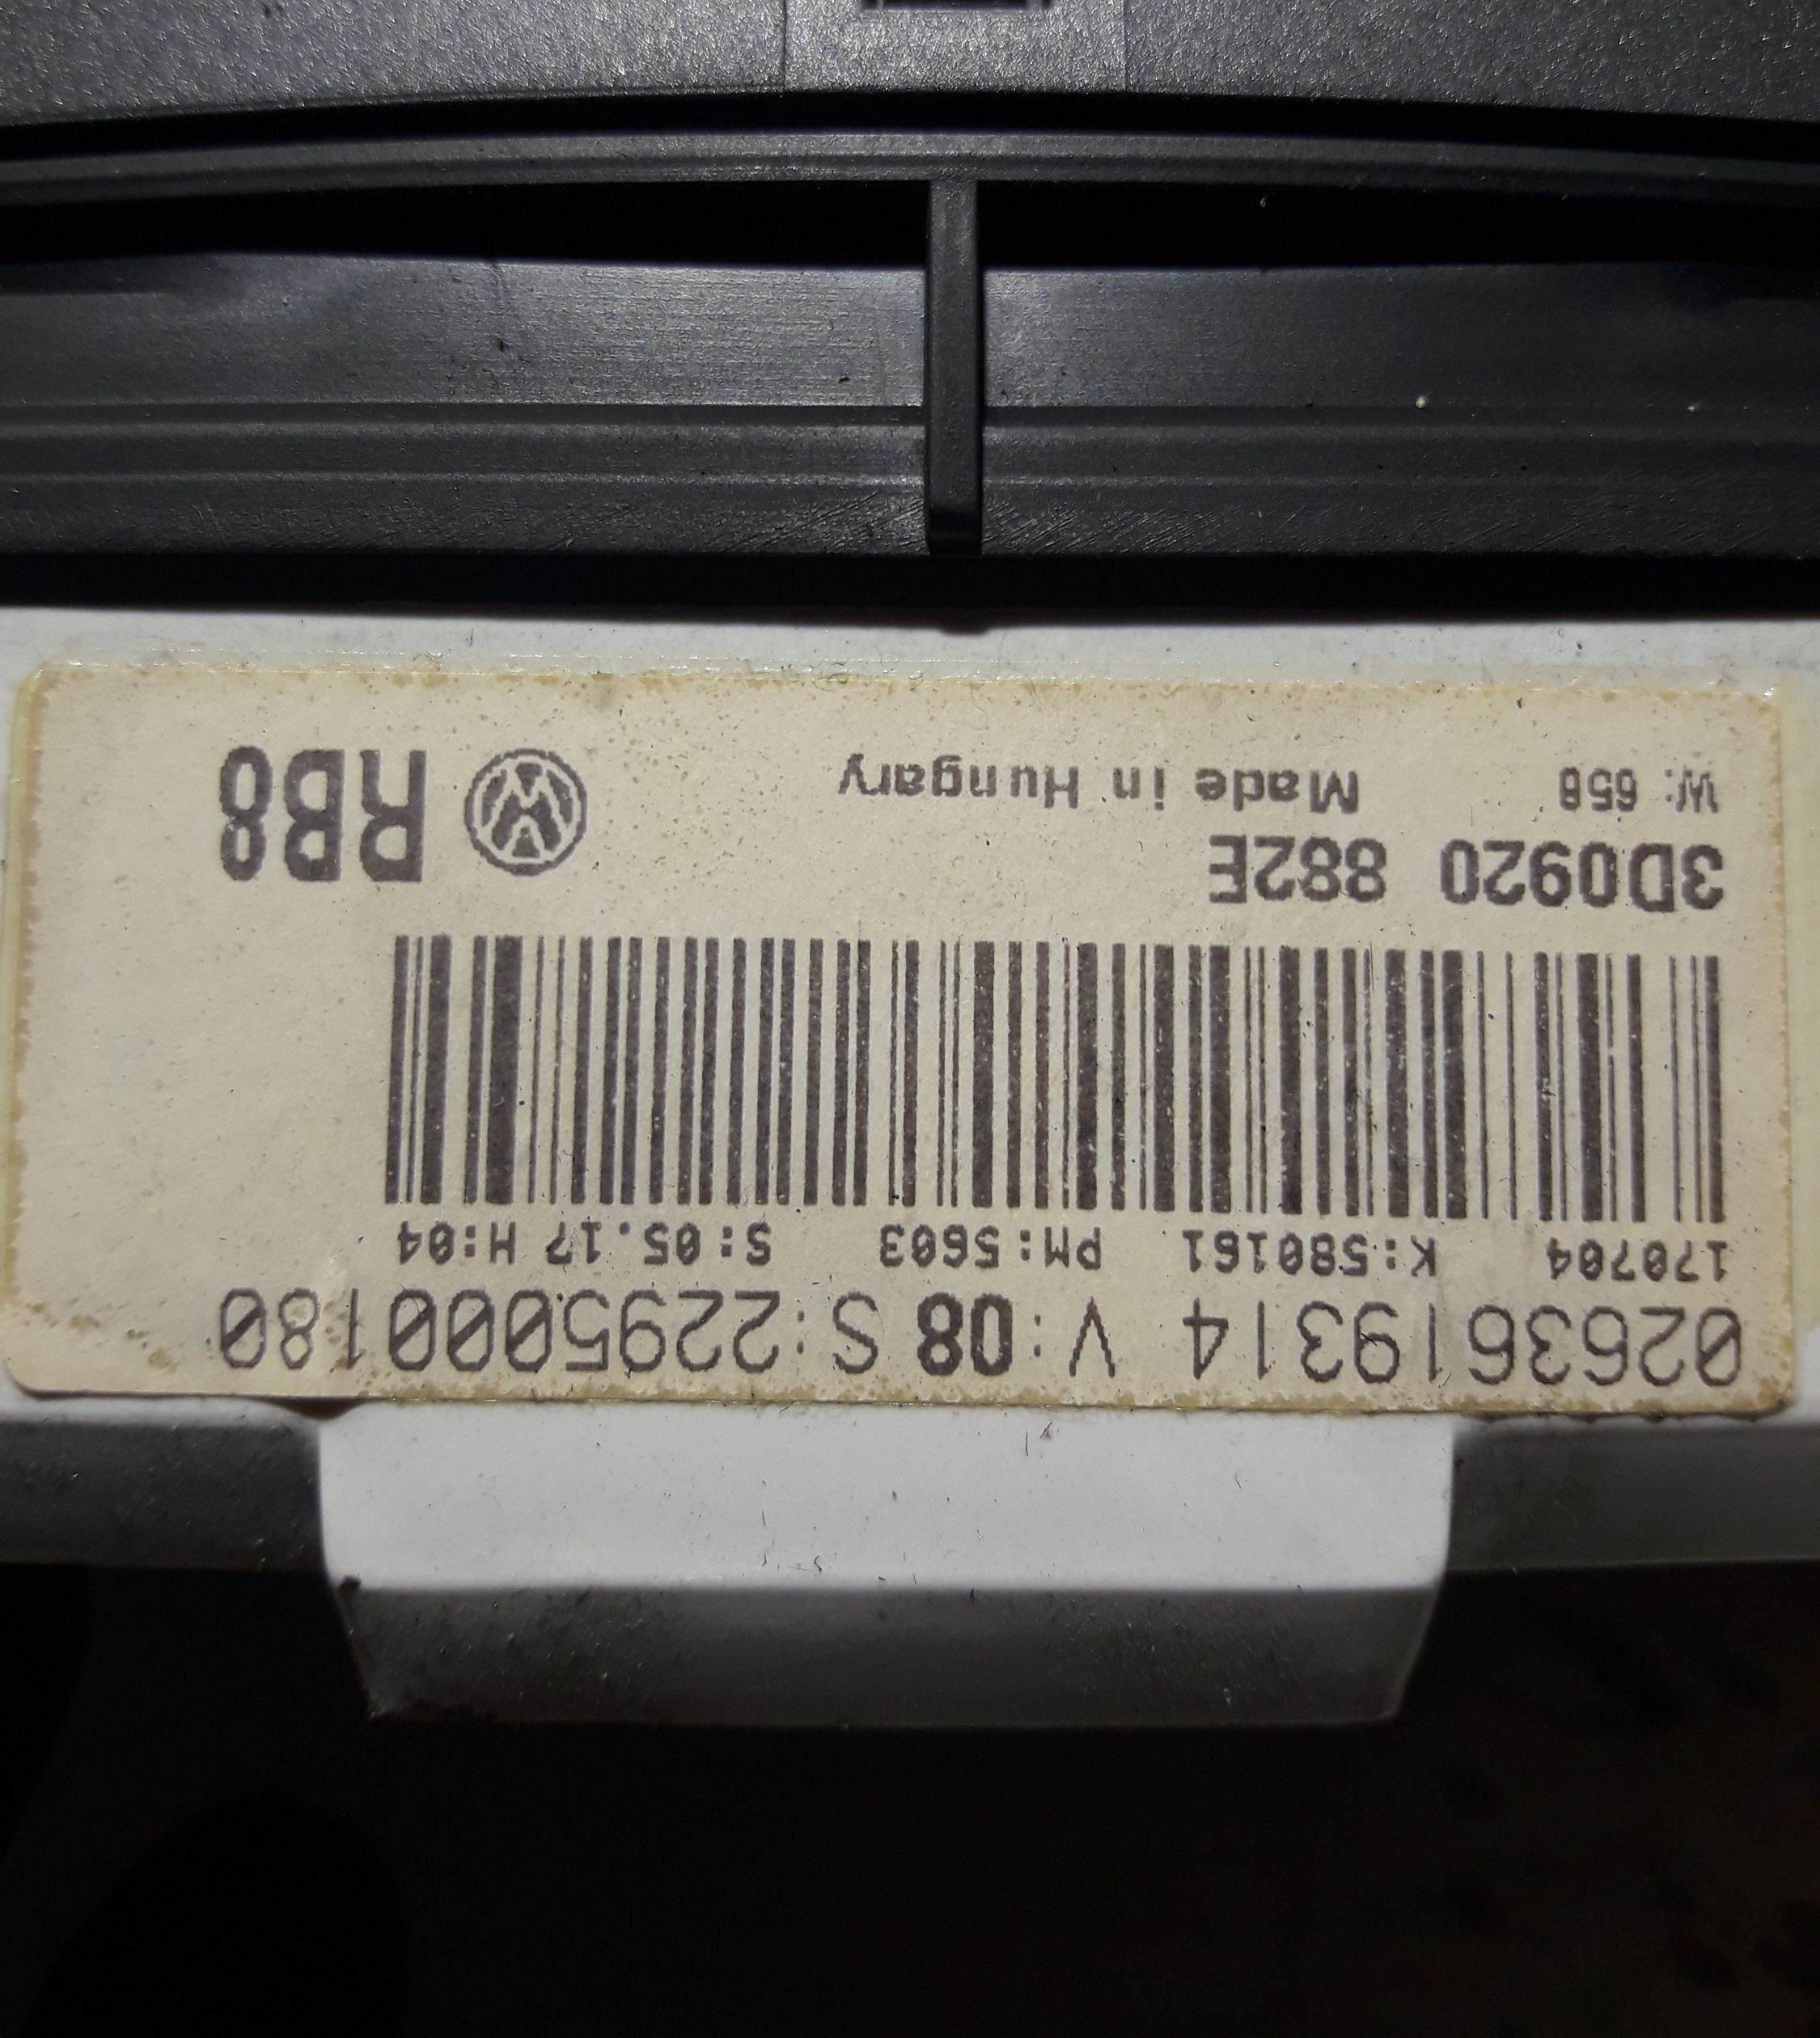 0263619314 V:08 S:2295000180
170704 K:580161 PM:5603 S:05.17 H:04
3D0920 882E
RB8
W: 658 Made in Hungary